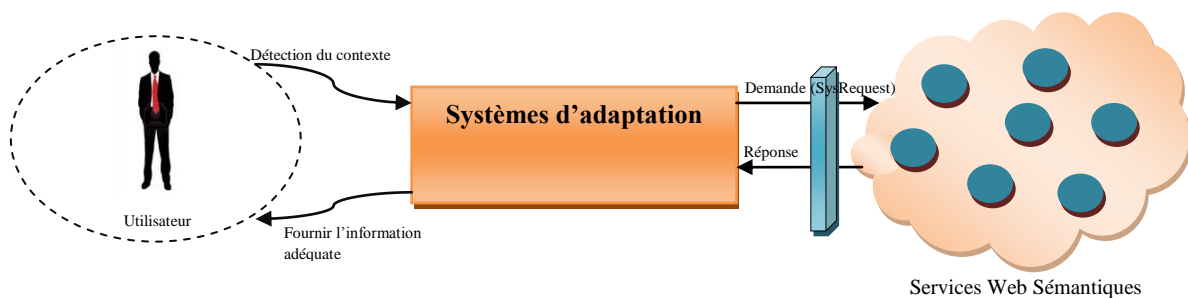 Détection du contexte
Systèmes d'adaptation
Demande (SysRequest)
Réponse
Utilisateur
Fournir l'information
adéquate
Services Web Sémantiques